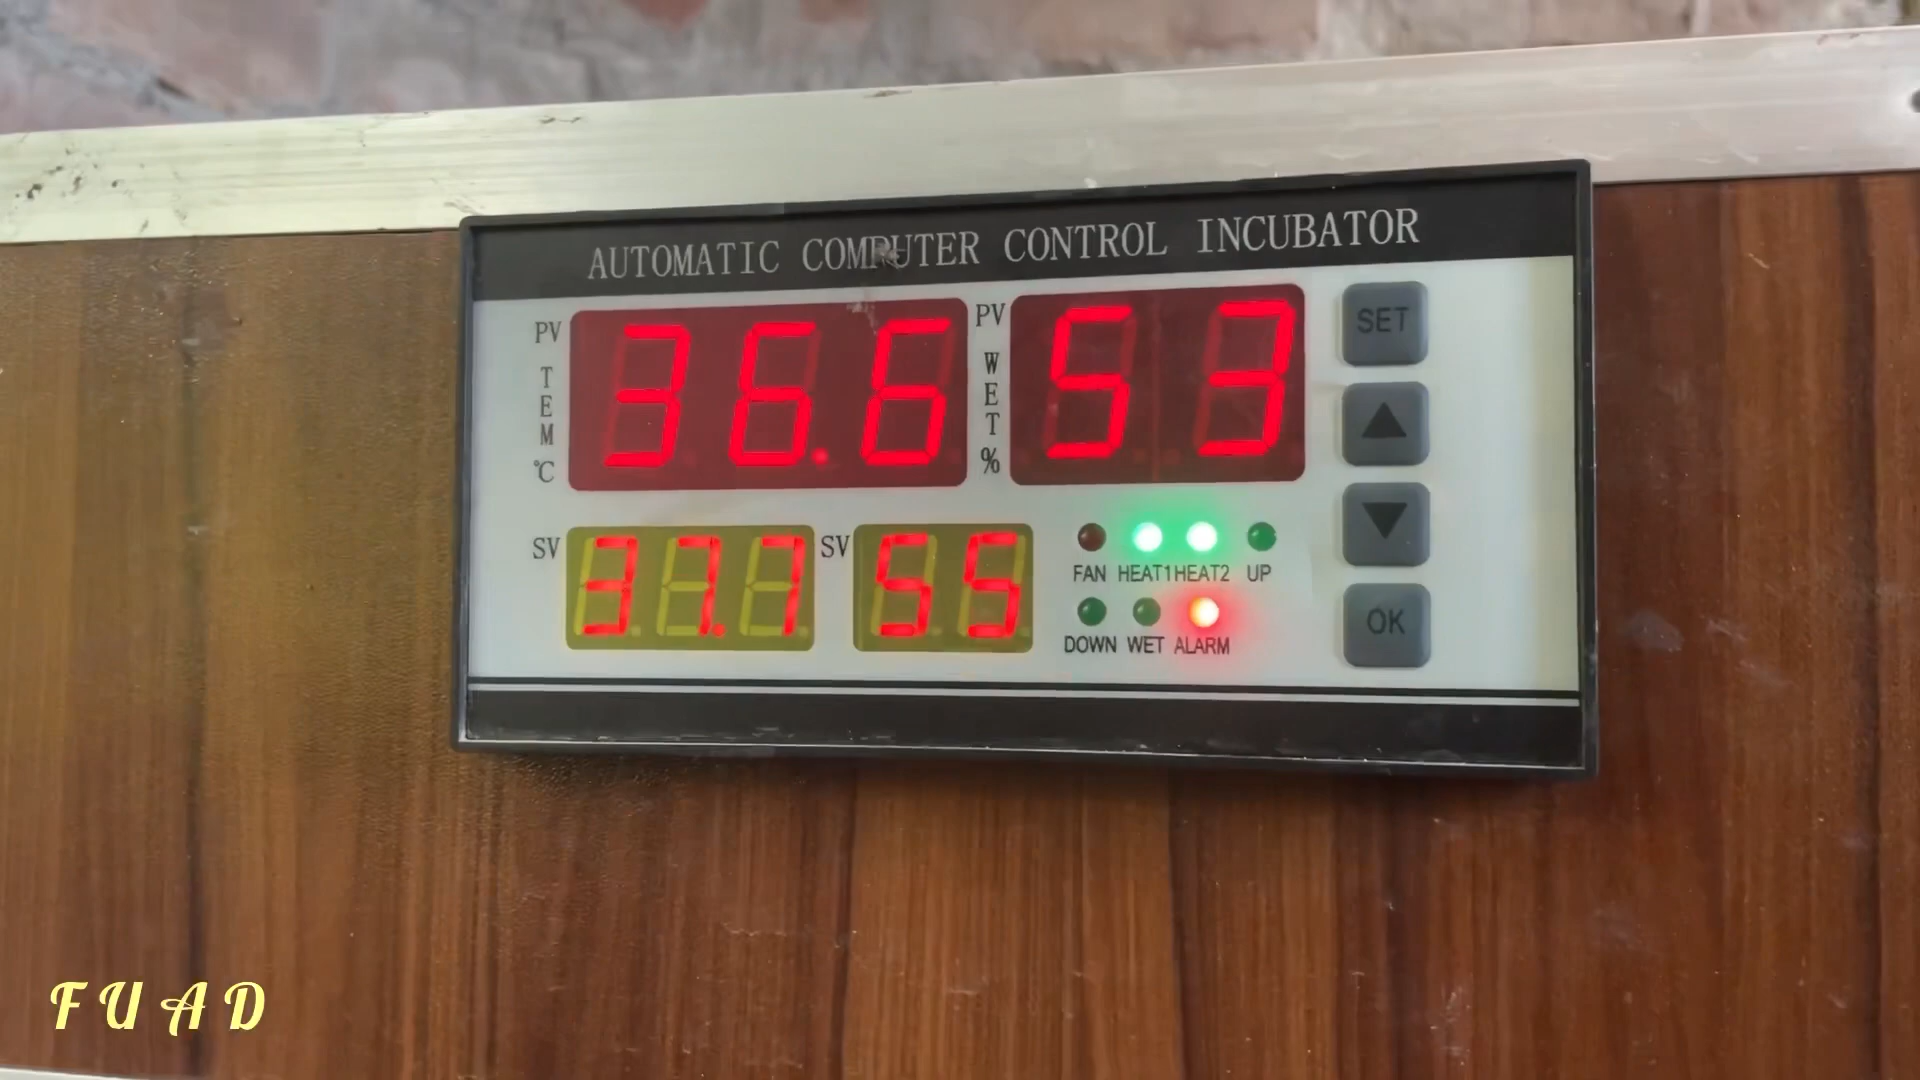 AUTOMATIC COMPUTER CONTROL INCUBATOR
PV TEM ℃ 36.6
PV WET % 53
SET
SV 37.7
SV 55
FAN HEAT1 HEAT2 UP
DOWN WET ALARM
OK
FUAD